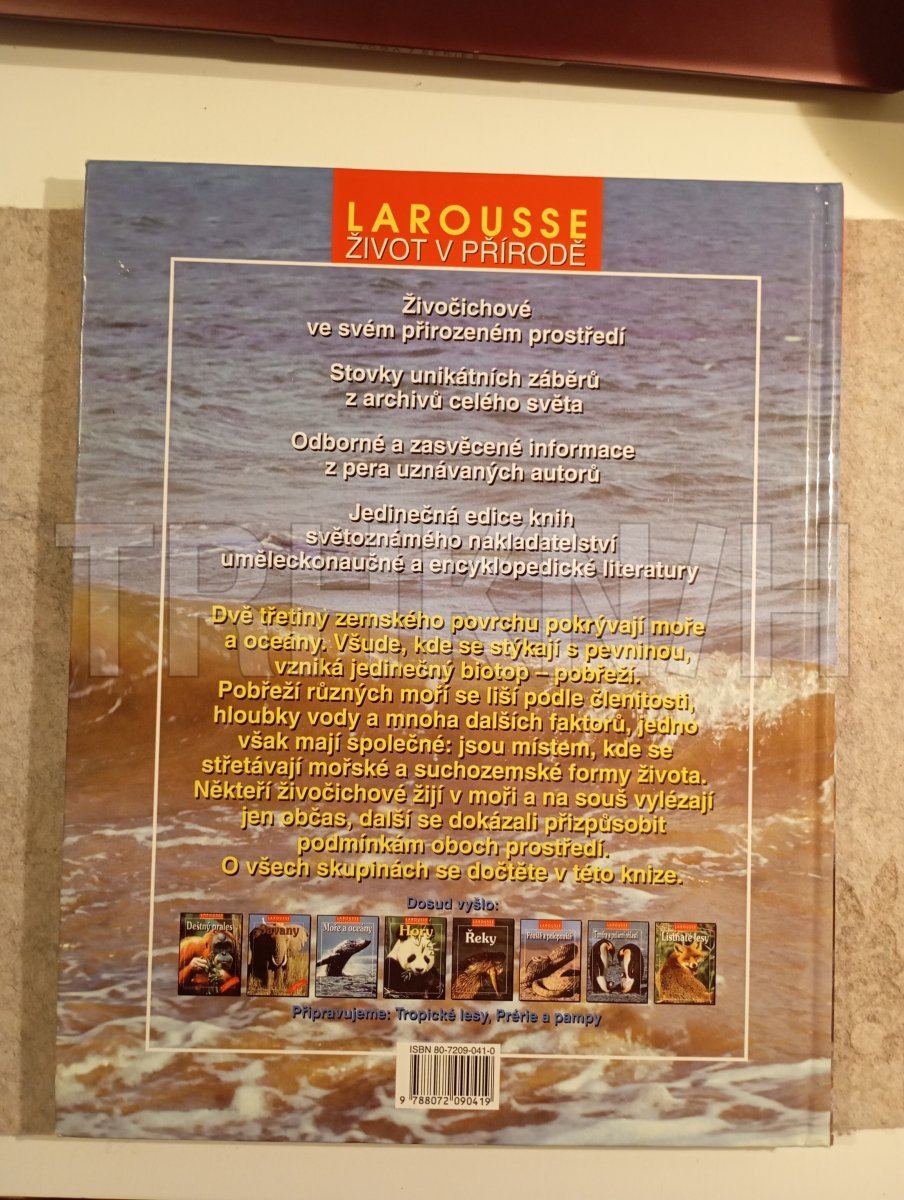 LAROUSSE
ŽIVOT V PŘÍRODĚ
Živočichové
ve svém přirozeném prostředí
Stovky unikátních záběrů
z archivů celého světa
Odborné a zasvěcené informace
z pera uznávaných autorů
Jedinečná edice knih
světoznámého nakladatelství
uměleckonaučné a encyklopedické literatury
Dvě třetiny zemského povrchu pokrývají moře
a oceány. Všude, kde se stýkají s pevninou,
vzniká jedinečný biotop – pobřeží.
Pobřeží různých moří se liší podle členitosti,
hloubky vody a mnoha dalších faktorů, jedno
však mají společné: jsou místem, kde se
střetávají mořské a suchozemské formy života.
Někteří živočichové žijí v moři a na souš vylézají
jen občas, další se dokázali přizpůsobit
podmínkám oboch prostředí.
O všech skupinách se dočtěte v této knize.
Dosud vyšlo:
Deštný prales
Savany
Moře a oceány
Hory
Řeky
Pouště a polopouště
Listnaté lesy
Připravujeme: Tropické lesy, Prérie a pampy
ISBN 80-7209-041-0
9 788072 090419